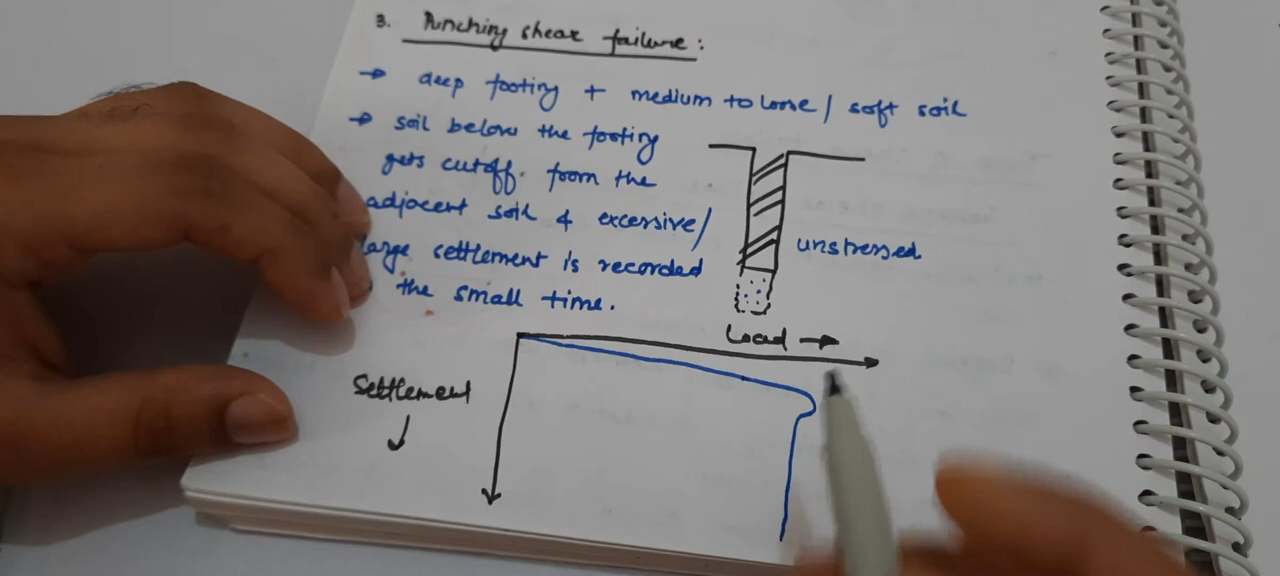 3. Punching shear failure:
→ deep footing + medium to loose / soft soil
→ soil below the footing
gets cutoff from the
adjacent soil & excessive/
large settlement is recorded
the small time.
unstressed
Load →
Settlement
↓